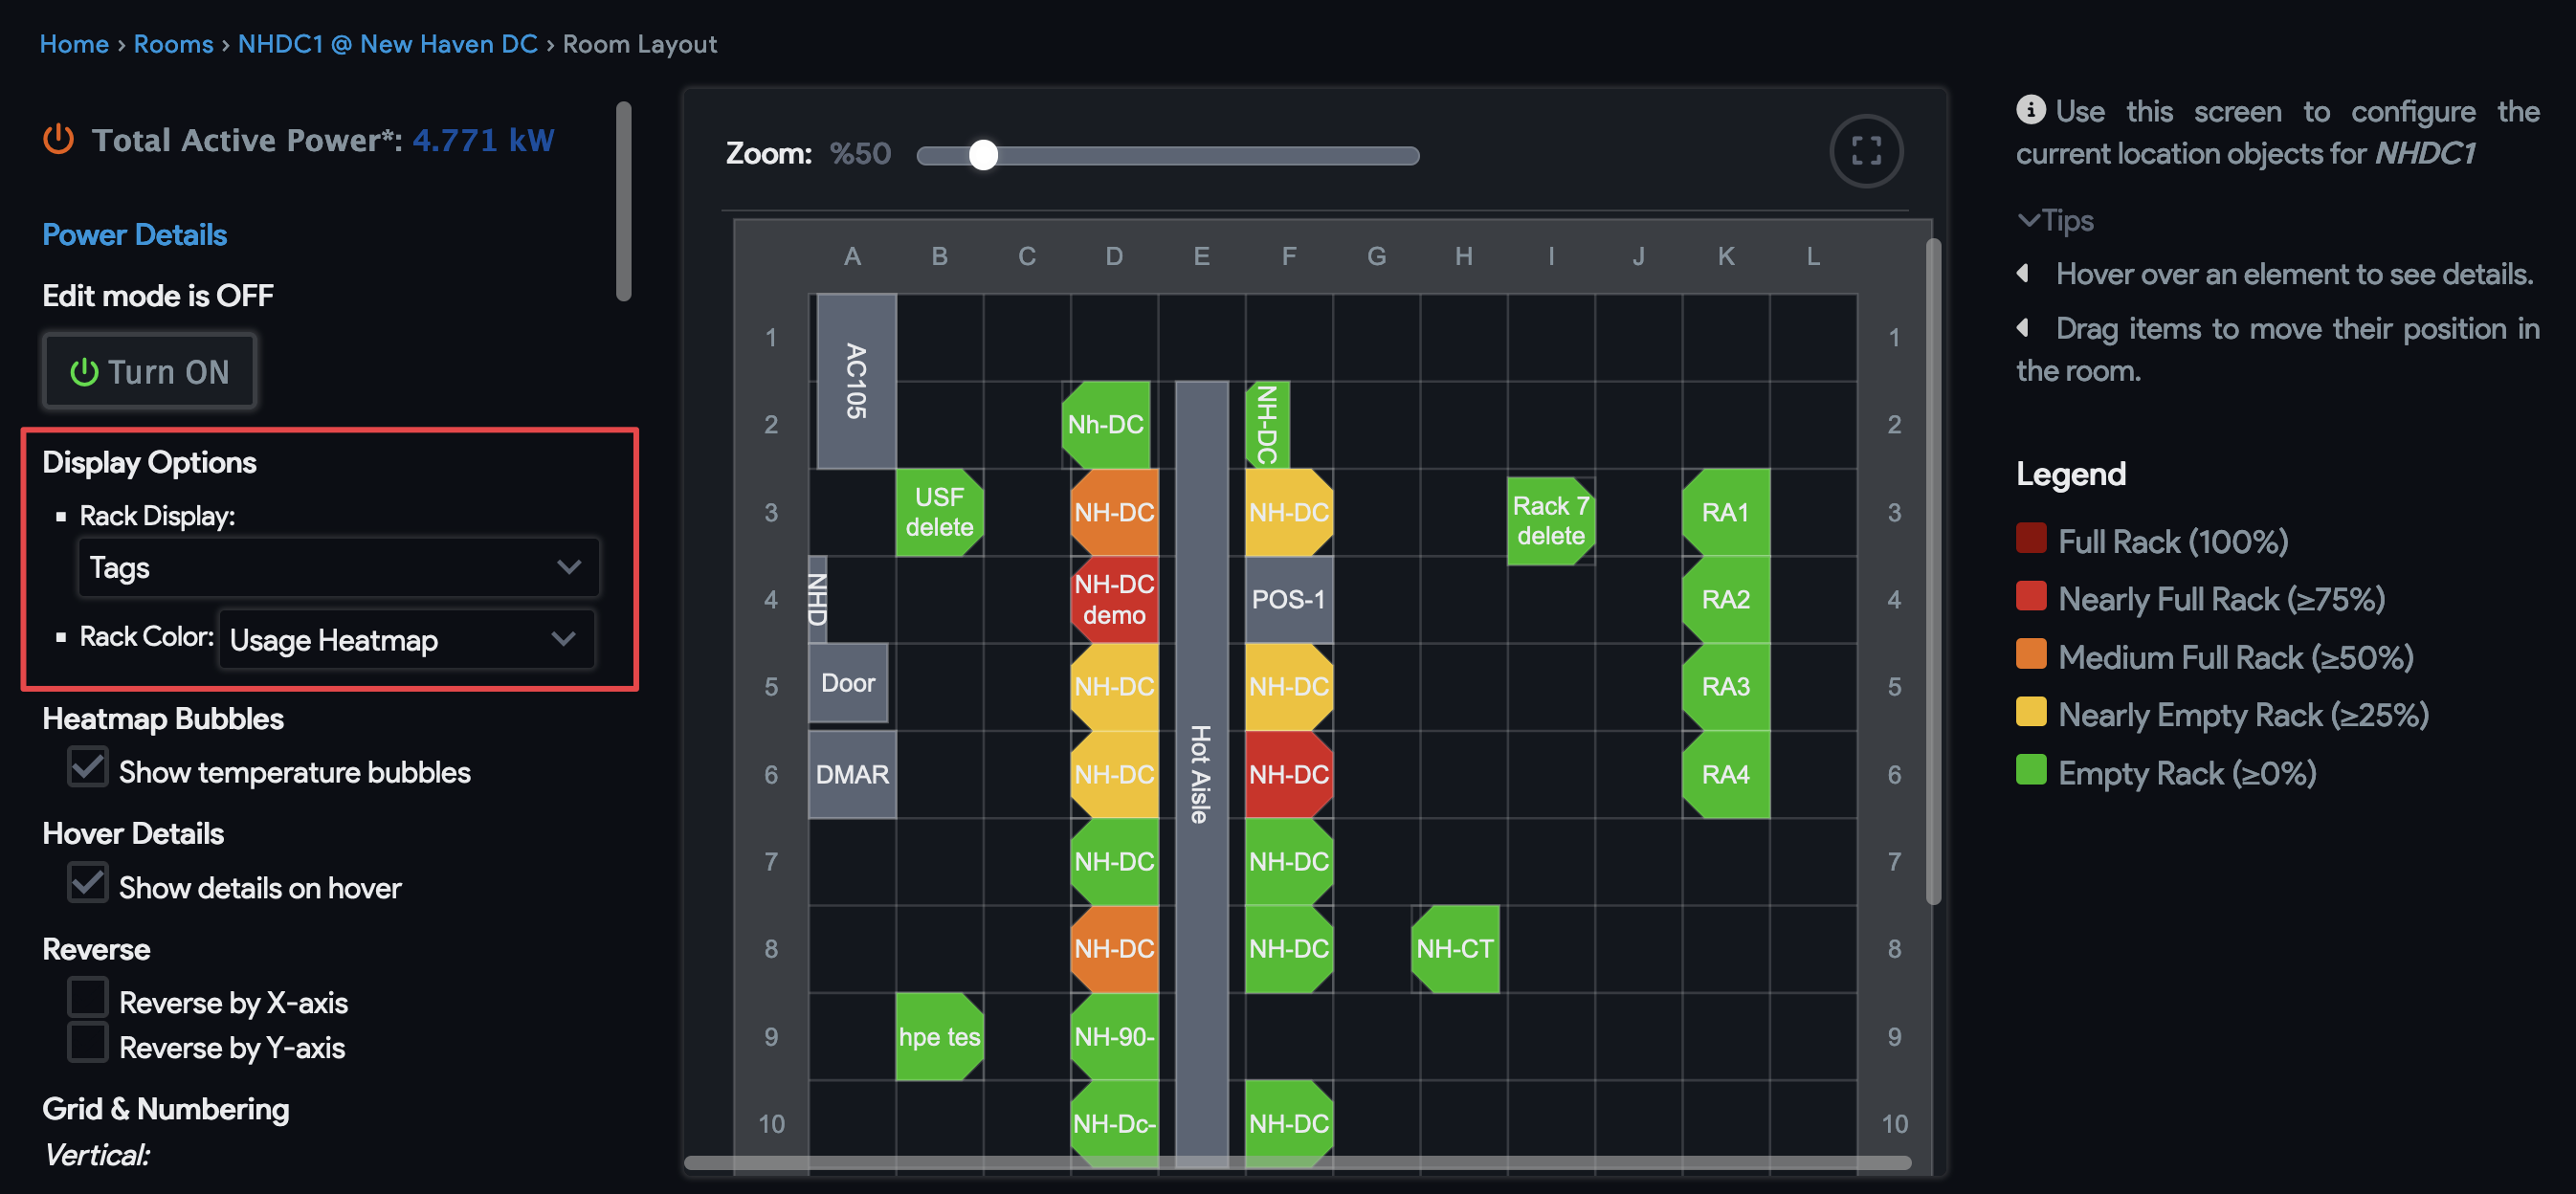 Home › Rooms › NHDC1 @ New Haven DC › Room Layout
Total Active Power*: 4.771 kW
Power Details
Edit mode is OFF
Turn ON
Display Options
Rack Display:
Tags
Rack Color: Usage Heatmap
Heatmap Bubbles
Show temperature bubbles
Hover Details
Show details on hover
Reverse
Reverse by X-axis
Reverse by Y-axis
Grid & Numbering
Vertical:
Zoom: %50
A B C D E F G H I J K L
1 1
AC105
2 Nh-DC NH-DC 2
3 USF delete NH-DC NH-DC Rack 7 delete RA1 3
4 NHD NH-DC demo POS-1 RA2 4
5 Door NH-DC NH-DC RA3 5
Hot Aisle
6 DMAR NH-DC NH-DC RA4 6
7 NH-DC NH-DC 7
8 NH-DC NH-DC NH-CT 8
9 hpe tes NH-90- 9
10 NH-Dc- NH-DC 10
Use this screen to configure the
current location objects for NHDC1
Tips
Hover over an element to see details.
Drag items to move their position in
the room.
Legend
Full Rack (100%)
Nearly Full Rack (≥75%)
Medium Full Rack (≥50%)
Nearly Empty Rack (≥25%)
Empty Rack (≥0%)